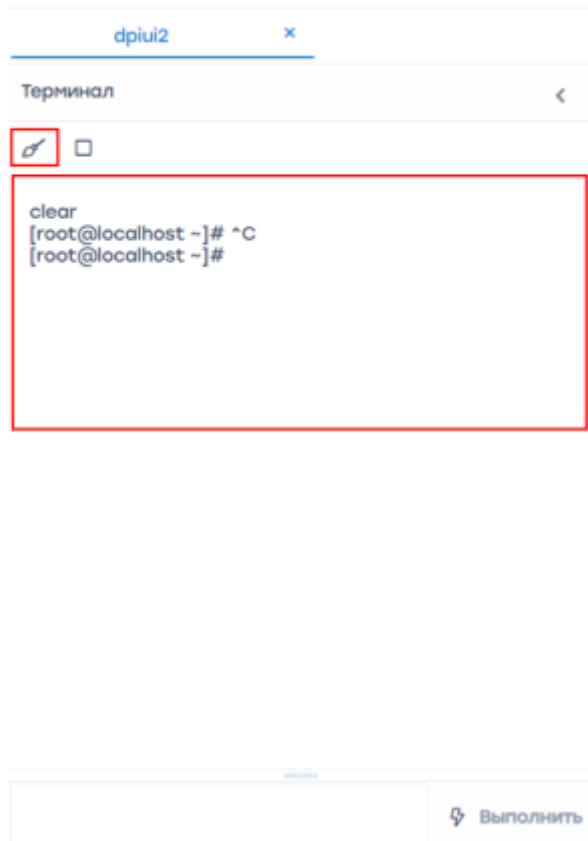 dpiui2 ×
Терминал
clear
[root@localhost ~]# ^C
[root@localhost ~]#
Выполнить